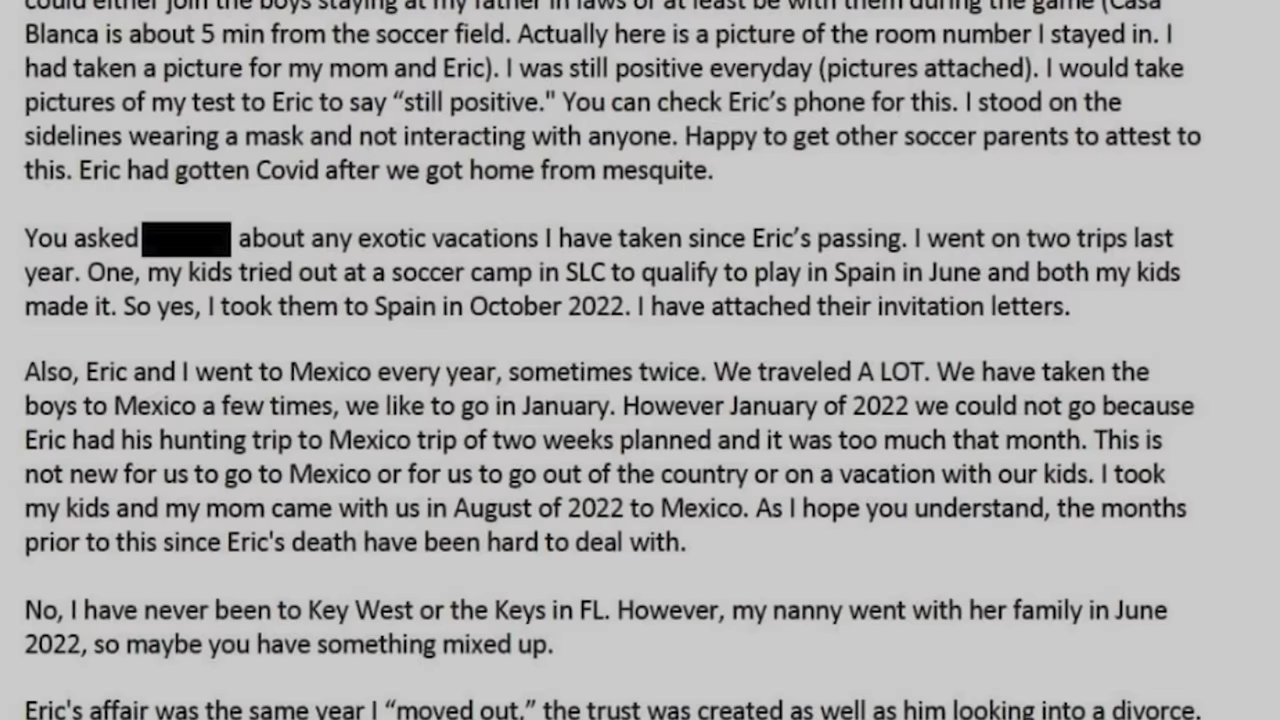 could either join the boys staying at my father in laws or at least be with them during the game (Casa
Blanca is about 5 min from the soccer field. Actually here is a picture of the room number I stayed in. I
had taken a picture for my mom and Eric). I was still positive everyday (pictures attached). I would take
pictures of my test to Eric to say “still positive." You can check Eric’s phone for this. I stood on the
sidelines wearing a mask and not interacting with anyone. Happy to get other soccer parents to attest to
this. Eric had gotten Covid after we got home from mesquite.
You asked about any exotic vacations I have taken since Eric’s passing. I went on two trips last
year. One, my kids tried out at a soccer camp in SLC to qualify to play in Spain in June and both my kids
made it. So yes, I took them to Spain in October 2022. I have attached their invitation letters.
Also, Eric and I went to Mexico every year, sometimes twice. We traveled A LOT. We have taken the
boys to Mexico a few times, we like to go in January. However January of 2022 we could not go because
Eric had his hunting trip to Mexico trip of two weeks planned and it was too much that month. This is
not new for us to go to Mexico or for us to go out of the country or on a vacation with our kids. I took
my kids and my mom came with us in August of 2022 to Mexico. As I hope you understand, the months
prior to this since Eric's death have been hard to deal with.
No, I have never been to Key West or the Keys in FL. However, my nanny went with her family in June
2022, so maybe you have something mixed up.
Eric's affair was the same year I “moved out,” the trust was created as well as him looking into a divorce.